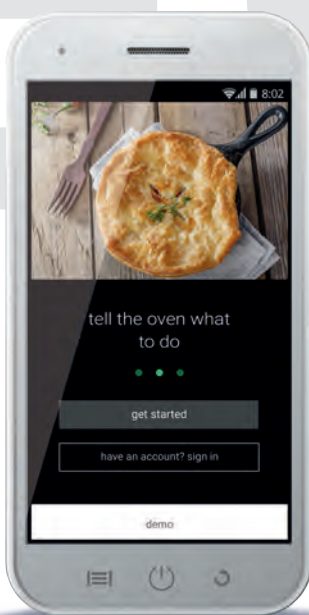 8:02
tell the oven what
to do
get started
have an account? sign in
demo